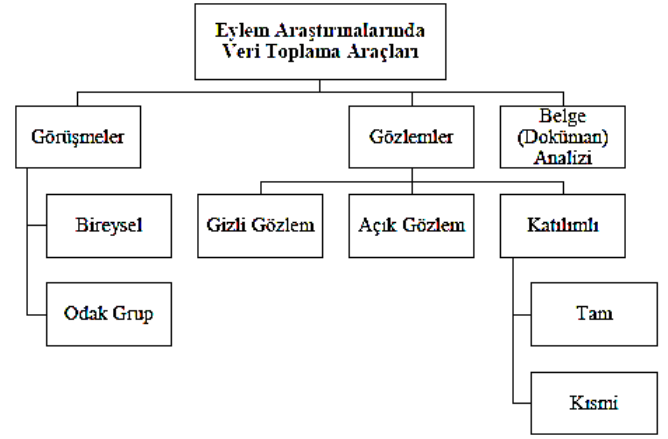 Eylem Araştırmalarında
Veri Toplama Araçları
Görüşmeler
Gözlemler
Belge
(Doküman)
Analizi
Bireysel
Gizli Gözlem
Açık Gözlem
Katılımlı
Odak Grup
Tam
Kısmi